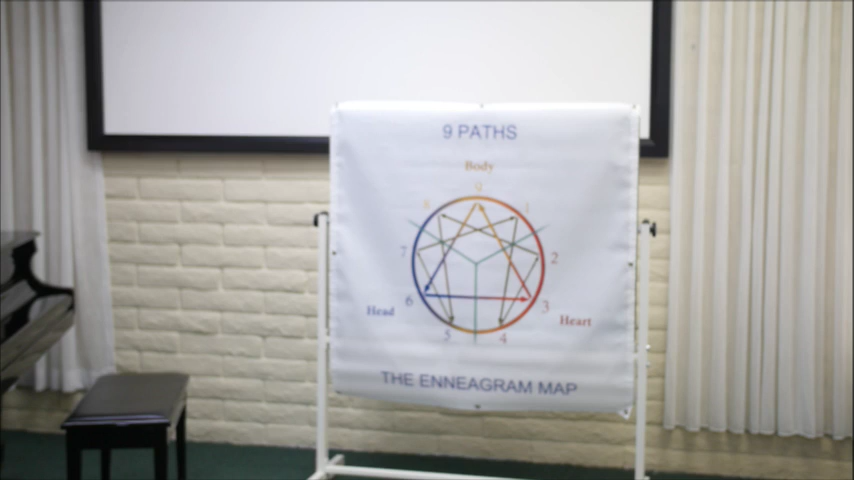 9 PATHS
Body
9
8 1
7 2
6 3
Head Heart
5 4
THE ENNEAGRAM MAP